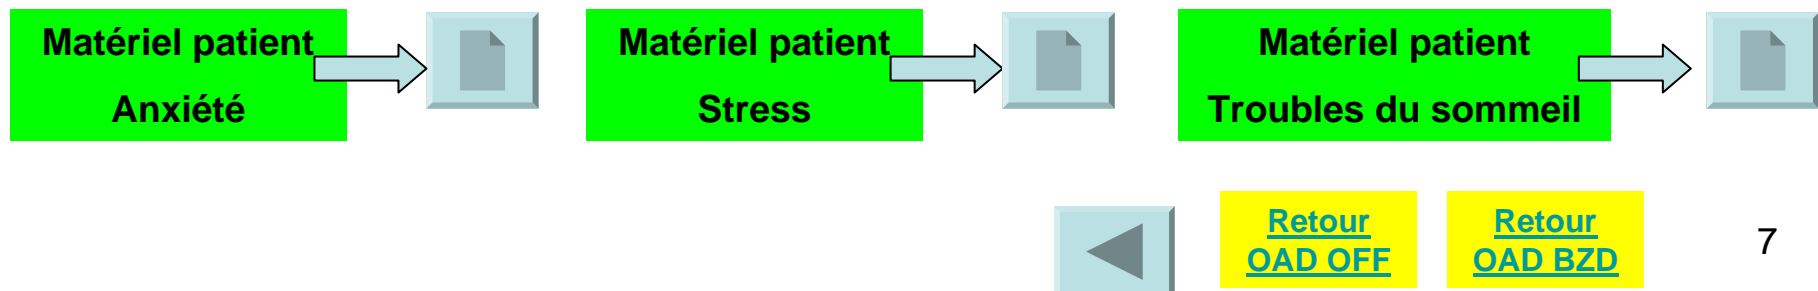 Matériel patient
Anxiété
Matériel patient
Stress
Matériel patient
Troubles du sommeil
Retour
OAD OFF
Retour
OAD BZD
7